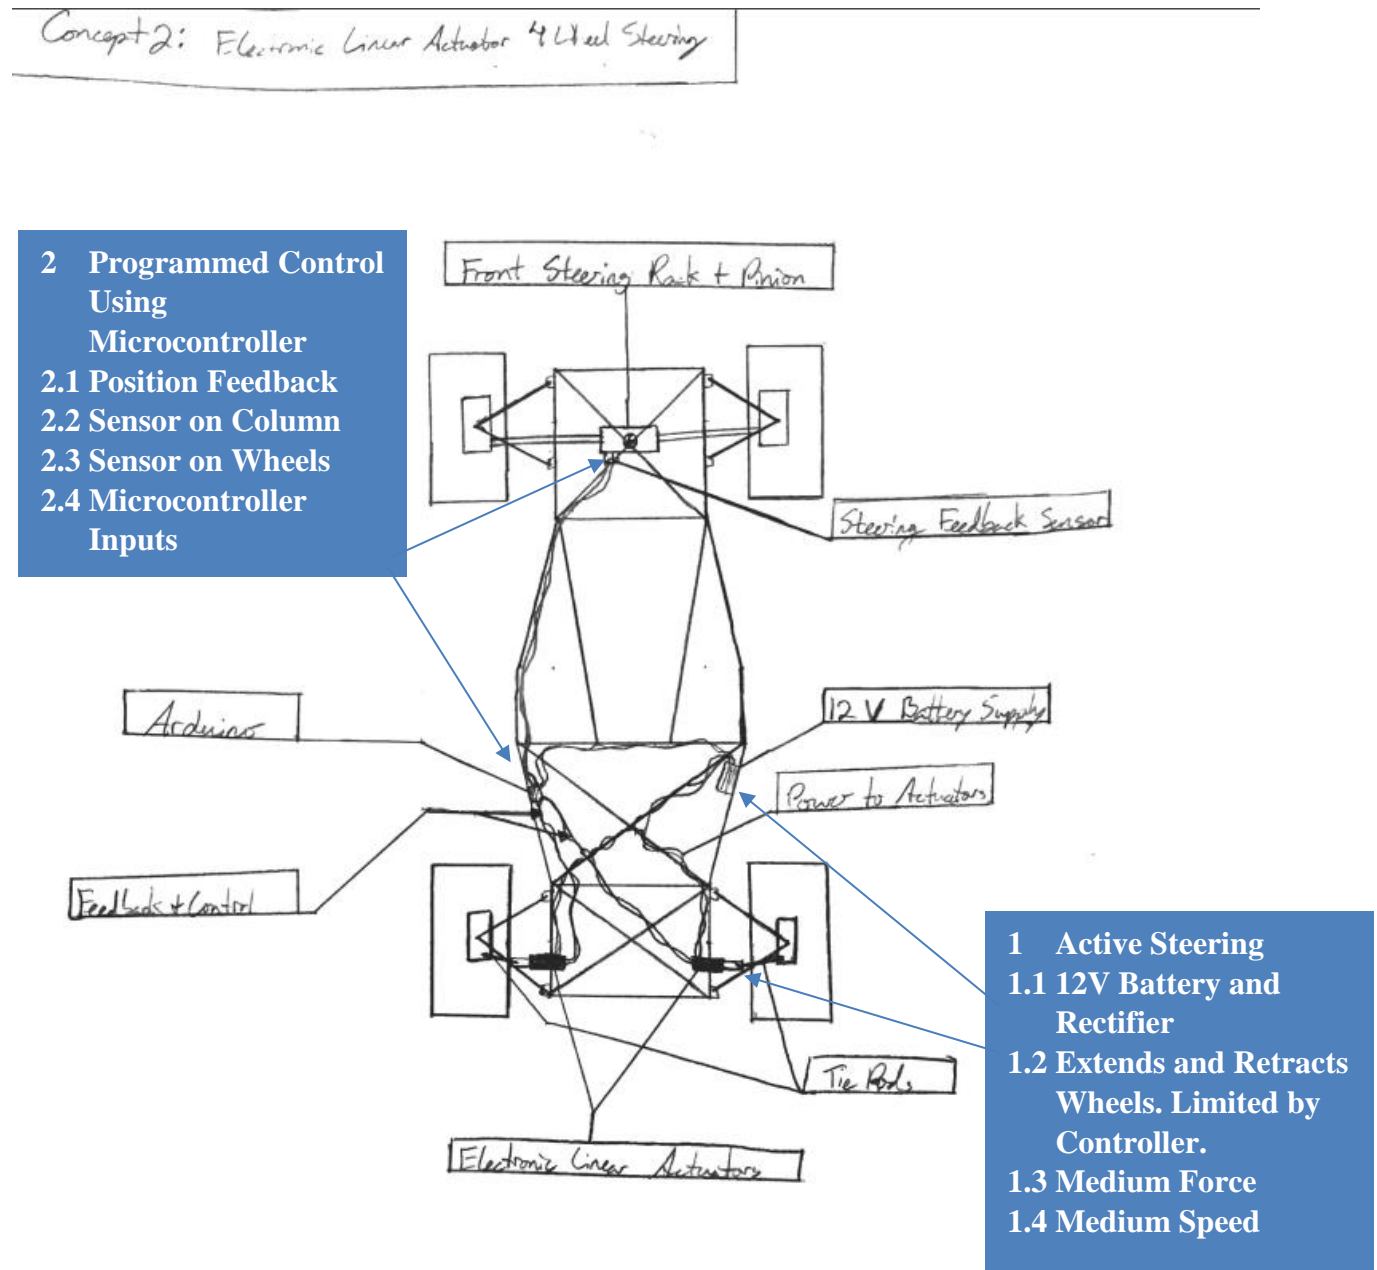 Concept 2: Electronic Linear Actuator 4 Wheel Steering
2 Programmed Control
Using
Microcontroller
2.1 Position Feedback
2.2 Sensor on Column
2.3 Sensor on Wheels
2.4 Microcontroller
Inputs
Front Steering Rack + Pinion
Steering Feedback Sensor
Arduino
12 V Battery Supply
Power to Actuators
Feedback + Control
1 Active Steering
1.1 12V Battery and
Rectifier
1.2 Extends and Retracts
Wheels. Limited by
Controller.
1.3 Medium Force
1.4 Medium Speed
Tie Rods
Electronic Linear Actuators